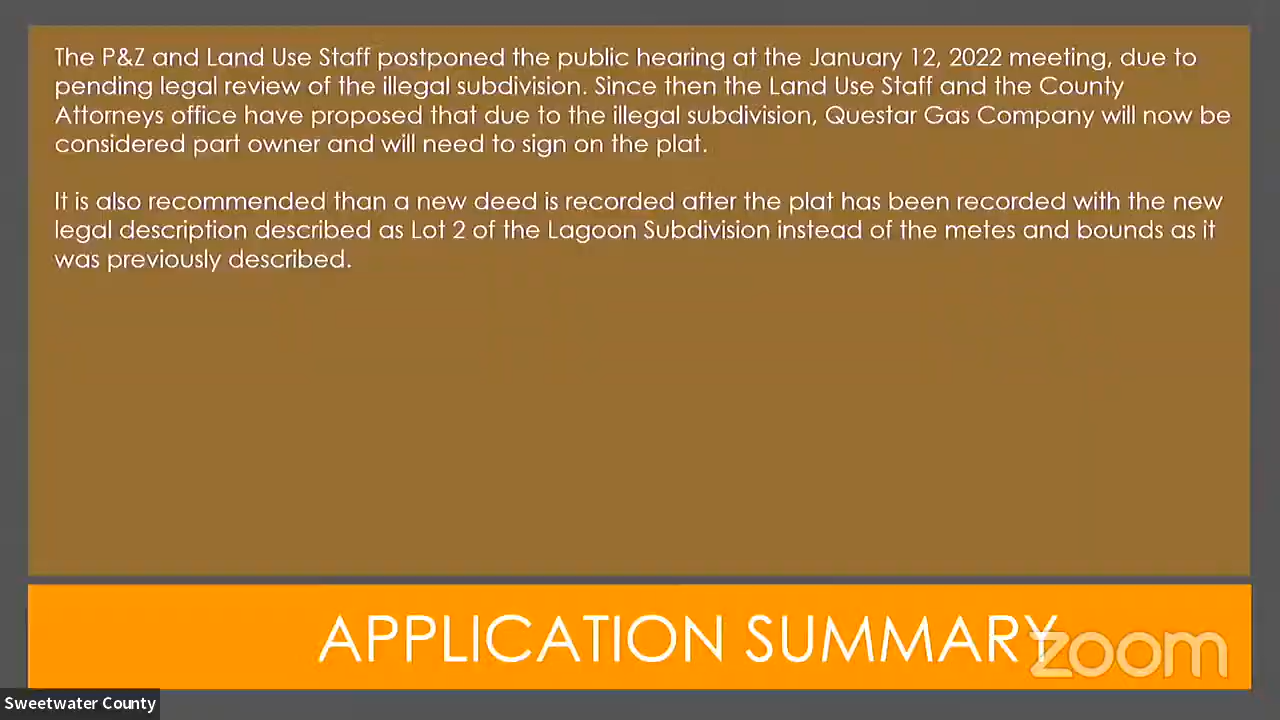 The P&Z and Land Use Staff postponed the public hearing at the January 12, 2022 meeting, due to
pending legal review of the illegal subdivision. Since then the Land Use Staff and the County
Attorneys office have proposed that due to the illegal subdivision, Questar Gas Company will now be
considered part owner and will need to sign on the plat.
It is also recommended than a new deed is recorded after the plat has been recorded with the new
legal description described as Lot 2 of the Lagoon Subdivision instead of the metes and bounds as it
was previously described.
APPLICATION SUMMARY
zoom
Sweetwater County